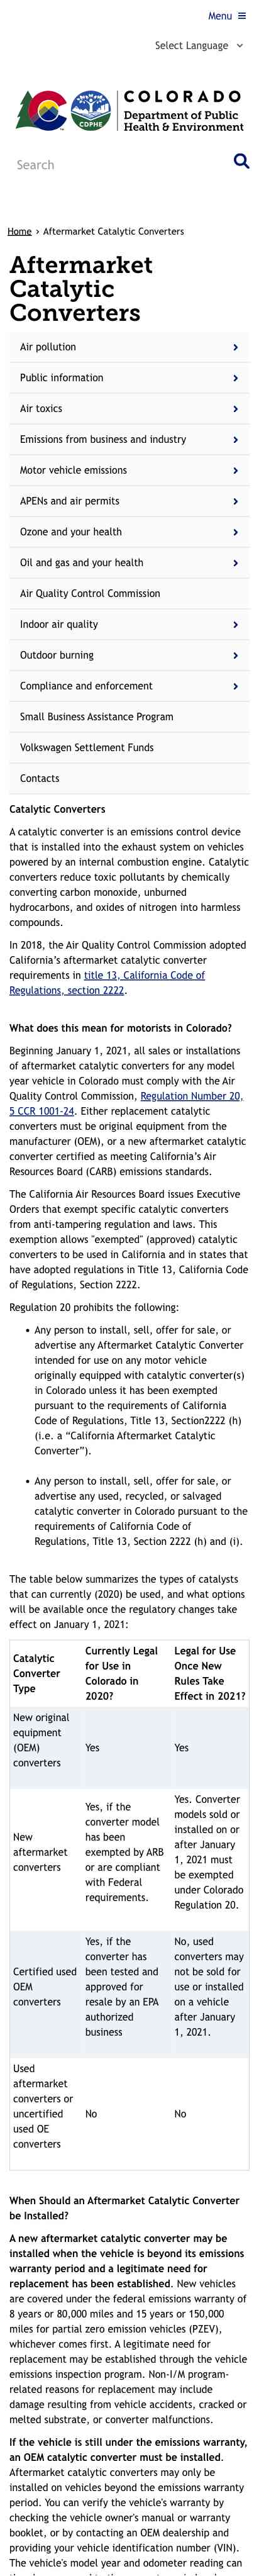 Menu ≡
Select Language
COLORADO
Department of Public
Health & Environment
CDPHE
Search
Home › Aftermarket Catalytic Converters
Aftermarket
Catalytic
Converters
Air pollution
Public information
Air toxics
Emissions from business and industry
Motor vehicle emissions
APENs and air permits
Ozone and your health
Oil and gas and your health
Air Quality Control Commission
Indoor air quality
Outdoor burning
Compliance and enforcement
Small Business Assistance Program
Volkswagen Settlement Funds
Contacts
Catalytic Converters
A catalytic converter is an emissions control device
that is installed into the exhaust system on vehicles
powered by an internal combustion engine. Catalytic
converters reduce toxic pollutants by chemically
converting carbon monoxide, unburned
hydrocarbons, and oxides of nitrogen into harmless
compounds.
In 2018, the Air Quality Control Commission adopted
California's aftermarket catalytic converter
requirements in title 13, California Code of
Regulations, section 2222.
What does this mean for motorists in Colorado?
Beginning January 1, 2021, all sales or installations
of aftermarket catalytic converters for any model
year vehicle in Colorado must comply with the Air
Quality Control Commission, Regulation Number 20,
5 CCR 1001-24. Either replacement catalytic
converters must be original equipment from the
manufacturer (OEM), or a new aftermarket catalytic
converter certified as meeting California's Air
Resources Board (CARB) emissions standards.
The California Air Resources Board issues Executive
Orders that exempt specific catalytic converters
from anti-tampering regulation and laws. This
exemption allows "exempted" (approved) catalytic
converters to be used in California and in states that
have adopted regulations in Title 13, California Code
of Regulations, Section 2222.
Regulation 20 prohibits the following:
• Any person to install, sell, offer for sale, or
advertise any Aftermarket Catalytic Converter
intended for use on any motor vehicle
originally equipped with catalytic converter(s)
in Colorado unless it has been exempted
pursuant to the requirements of California
Code of Regulations, Title 13, Section2222 (h)
(i.e. a “California Aftermarket Catalytic
Converter”).
• Any person to install, sell, offer for sale, or
advertise any used, recycled, or salvaged
catalytic converter in Colorado pursuant to the
requirements of California Code of
Regulations, Title 13, Section 2222 (h) and (i).
The table below summarizes the types of catalysts
that can currently (2020) be used, and what options
will be available once the regulatory changes take
effect on January 1, 2021:
Catalytic
Converter
Type
Currently Legal
for Use in
Colorado in
2020?
Legal for Use
Once New
Rules Take
Effect in 2021?
New original
equipment
(OEM)
converters
Yes
Yes
New
aftermarket
converters
Yes, if the
converter model
has been
exempted by ARB
or are compliant
with Federal
requirements.
Yes. Converter
models sold or
installed on or
after January
1, 2021 must
be exempted
under Colorado
Regulation 20.
Certified used
OEM
converters
Yes, if the
converter has
been tested and
approved for
resale by an EPA
authorized
business
No, used
converters may
not be sold for
use or installed
on a vehicle
after January
1, 2021.
Used
aftermarket
converters or
uncertified
used OE
converters
No
No
When Should an Aftermarket Catalytic Converter
be Installed?
A new aftermarket catalytic converter may be
installed when the vehicle is beyond its emissions
warranty period and a legitimate need for
replacement has been established. New vehicles
are covered under the federal emissions warranty of
8 years or 80,000 miles and 15 years or 150,000
miles for partial zero emission vehicles (PZEV),
whichever comes first. A legitimate need for
replacement may be established through the vehicle
emissions inspection program. Non-I/M program-
related reasons for replacement may include
damage resulting from vehicle accidents, cracked or
melted substrate, or converter malfunctions.
If the vehicle is still under the emissions warranty,
an OEM catalytic converter must be installed.
Aftermarket catalytic converters may only be
installed on vehicles beyond the emissions warranty
period. You can verify the vehicle's warranty by
checking the vehicle owner's manual or warranty
booklet, or by contacting an OEM dealership and
providing your vehicle identification number (VIN).
The vehicle's model year and odometer reading can